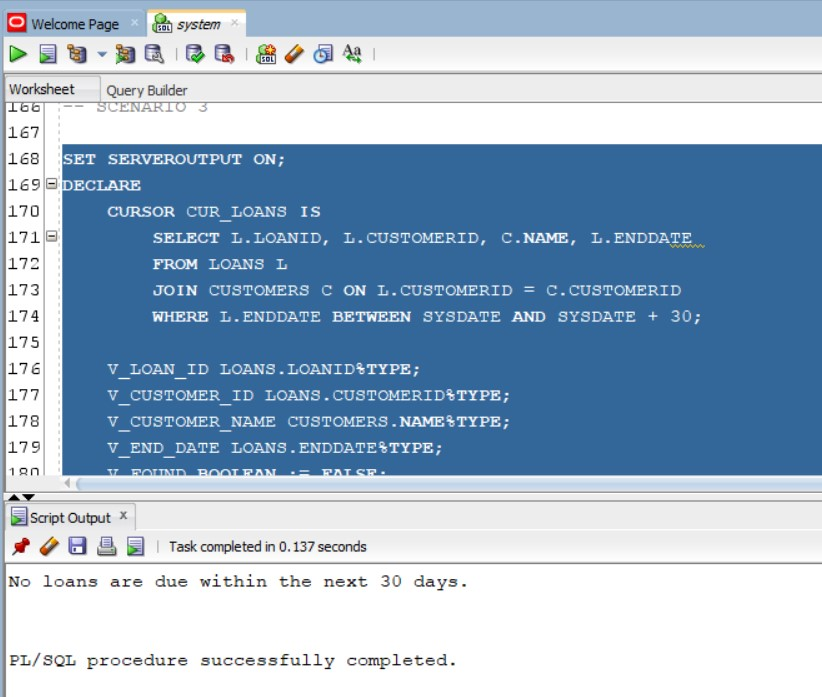 Welcome Page ×
system ×
Worksheet Query Builder
166 -- SCENARIO 3
167
168 SET SERVEROUTPUT ON;
169 DECLARE
170 CURSOR CUR_LOANS IS
171 SELECT L.LOANID, L.CUSTOMERID, C.NAME, L.ENDDATE
172 FROM LOANS L
173 JOIN CUSTOMERS C ON L.CUSTOMERID = C.CUSTOMERID
174 WHERE L.ENDDATE BETWEEN SYSDATE AND SYSDATE + 30;
175
176 V_LOAN_ID LOANS.LOANID%TYPE;
177 V_CUSTOMER_ID LOANS.CUSTOMERID%TYPE;
178 V_CUSTOMER_NAME CUSTOMERS.NAME%TYPE;
179 V_END_DATE LOANS.ENDDATE%TYPE;
180 V_FOUND BOOLEAN := FALSE;
Script Output ×
Task completed in 0.137 seconds
No loans are due within the next 30 days.
PL/SQL procedure successfully completed.